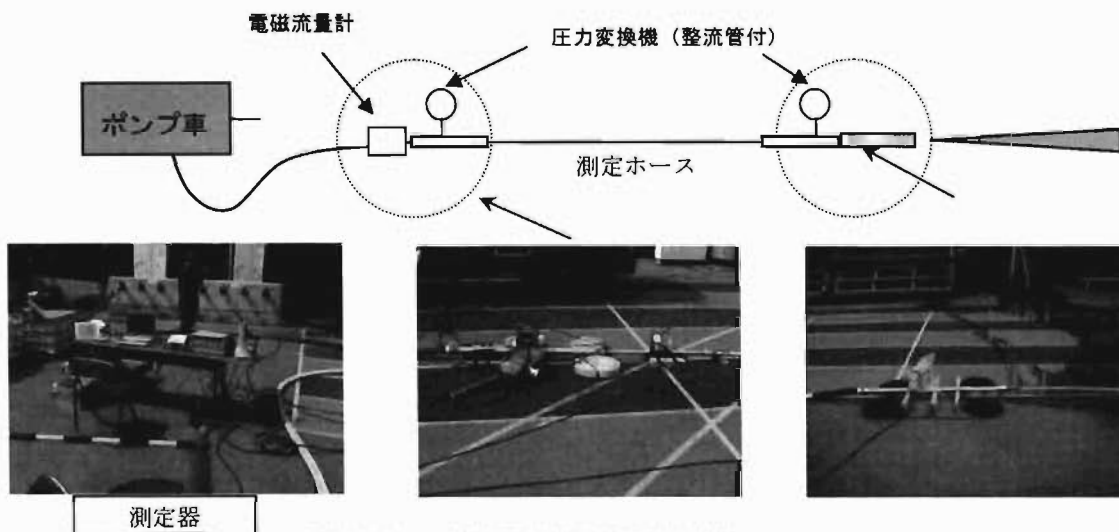 電磁流量計
圧力変換機（整流管付）
ポンプ車
測定ホース
測定器